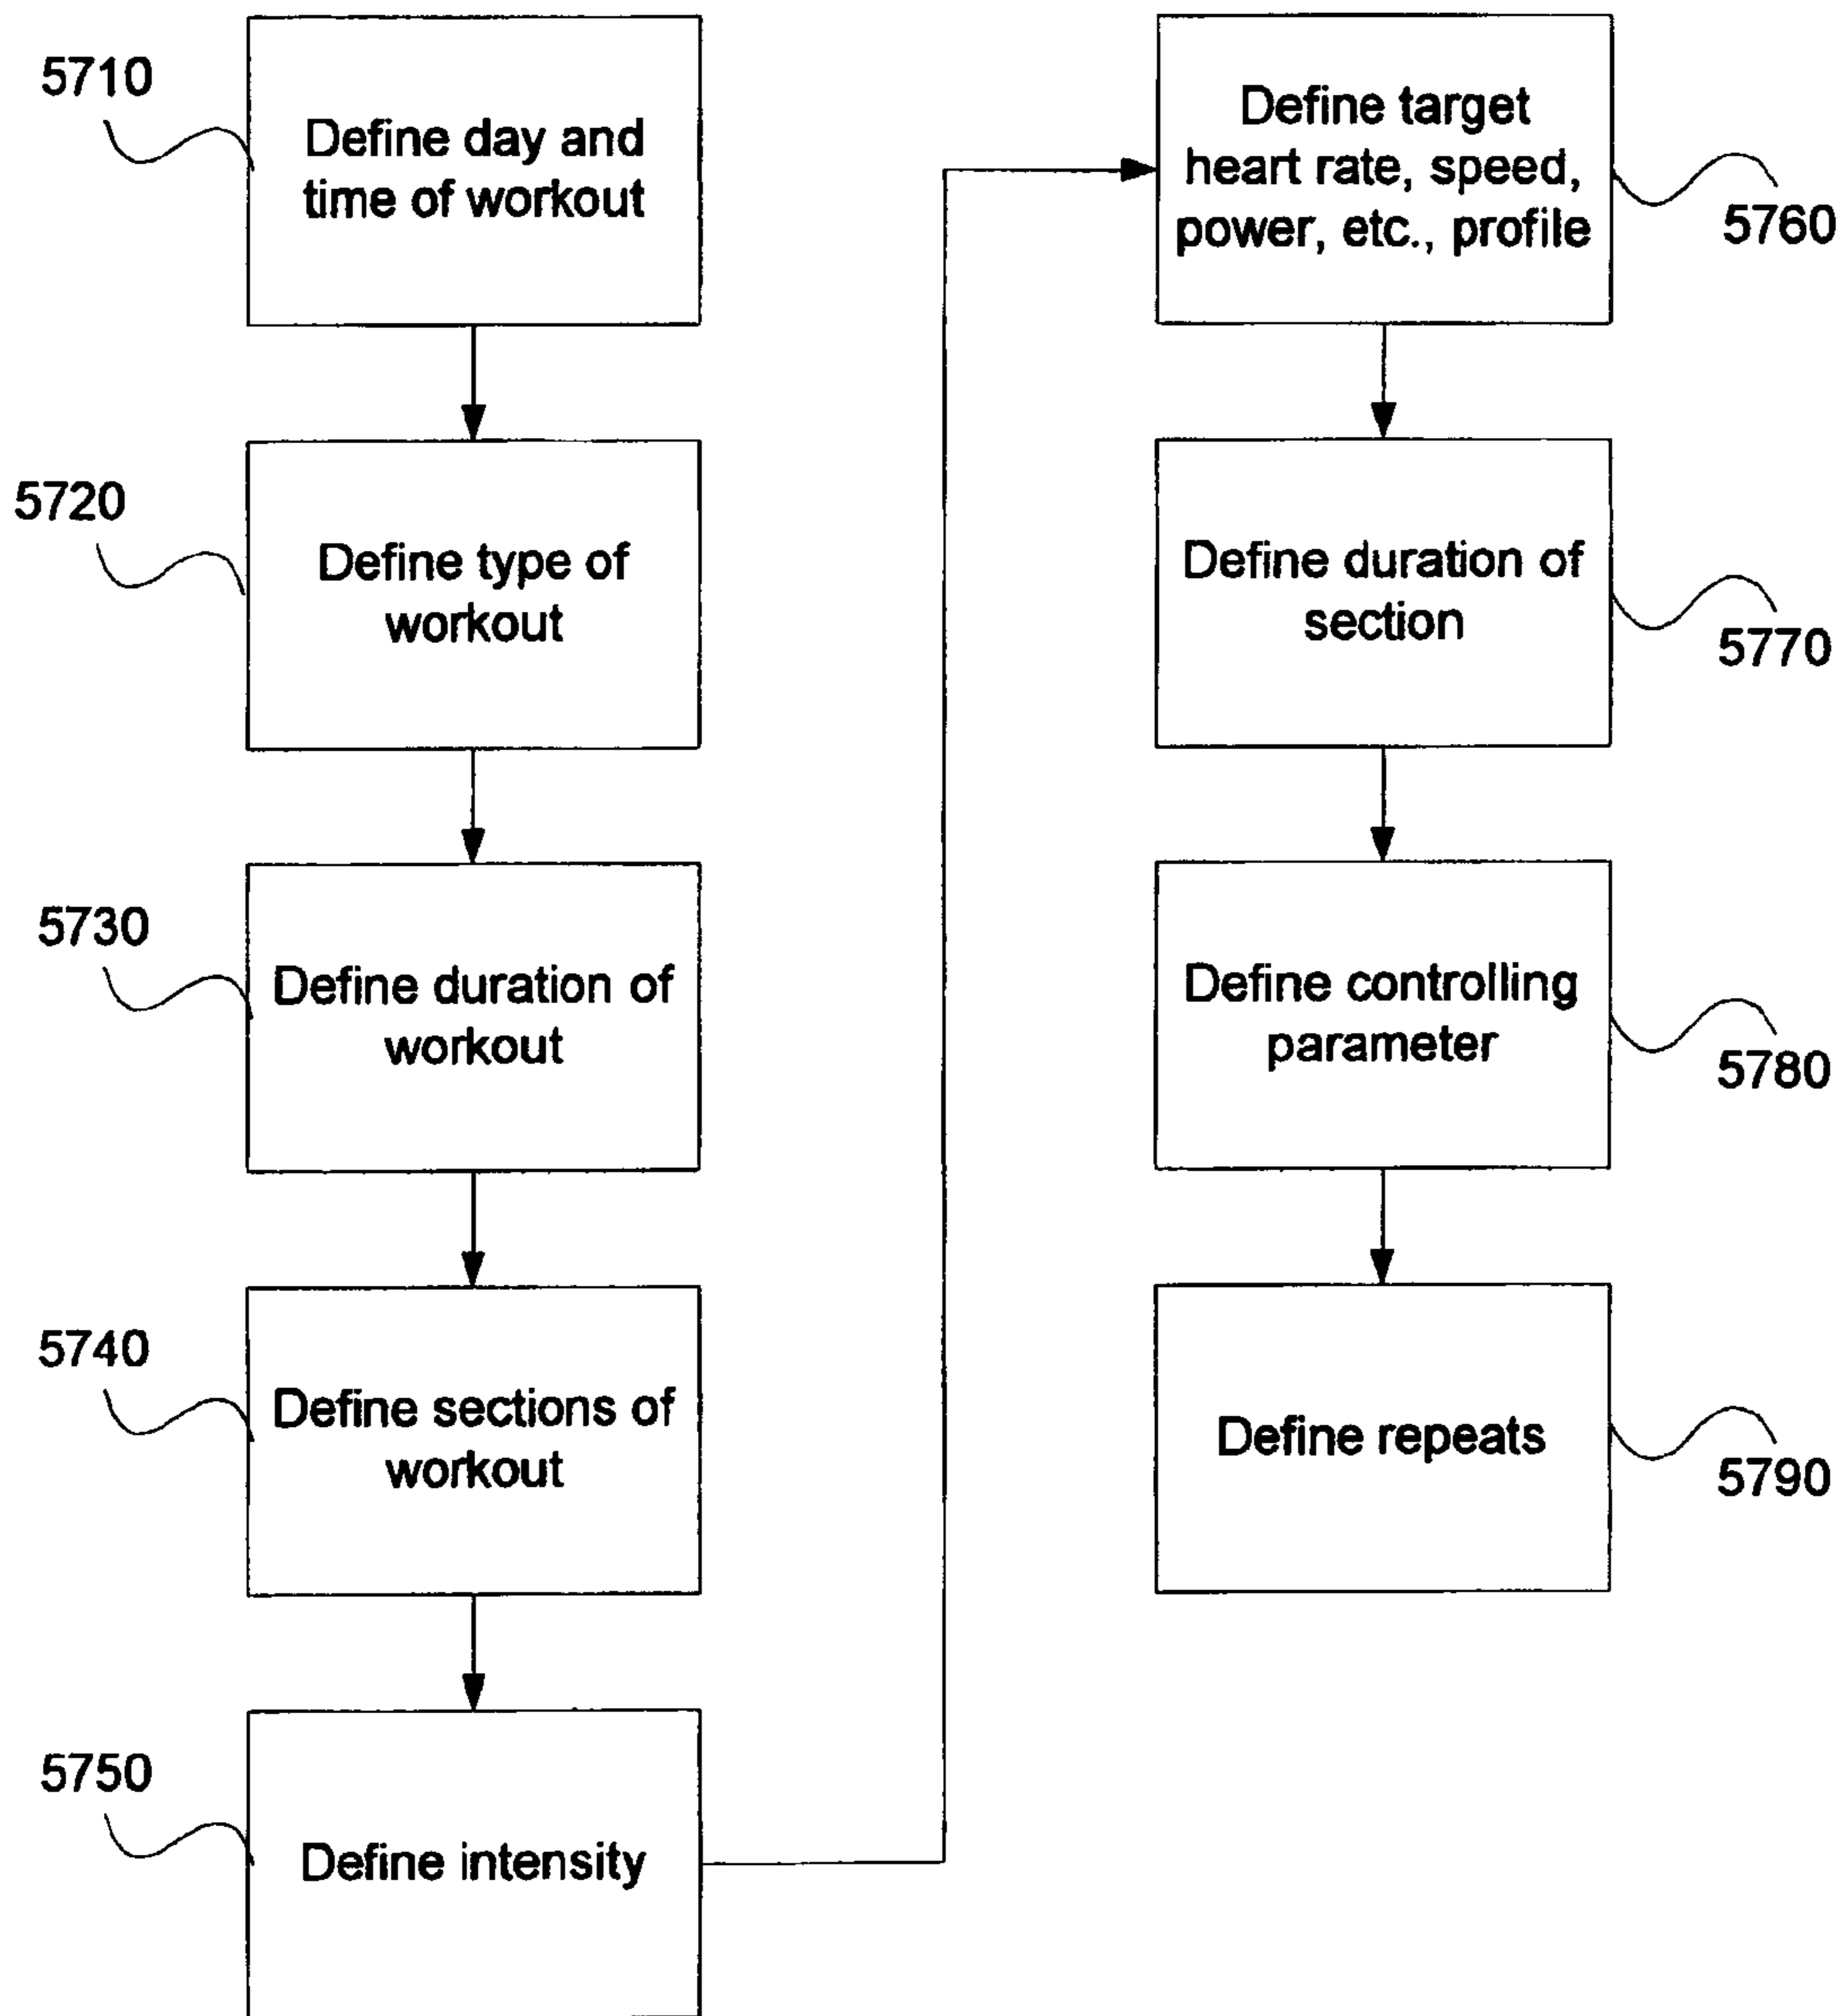 5710
Define day and
time of workout
5720
Define type of
workout
5730
Define duration of
workout
5740
Define sections of
workout
5750
Define intensity
Define target
heart rate, speed,
power, etc., profile
5760
Define duration of
section
5770
Define controlling
parameter
5780
Define repeats
5790